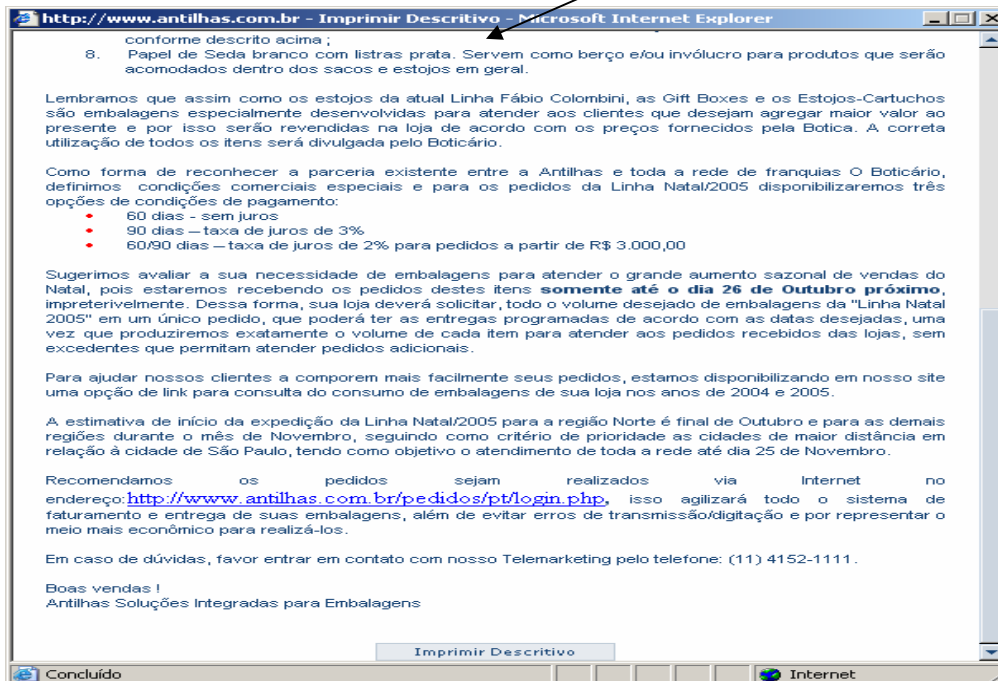 http://www.antilhas.com.br - Imprimir Descritivo - Microsoft Internet Explorer
conforme descrito acima ;
8. Papel de Seda branco com listras prata. Servem como berço e/ou invólucro para produtos que serão
acomodados dentro dos sacos e estojos em geral.
Lembramos que assim como os estojos da atual Linha Fábio Colombini, as Gift Boxes e os Estojos-Cartuchos
são embalagens especialmente desenvolvidas para atender aos clientes que desejam agregar maior valor ao
presente e por isso serão revendidas na loja de acordo com os preços fornecidos pela Botica. A correta
utilização de todos os itens será divulgada pelo Boticário.
Como forma de reconhecer a parceria existente entre a Antilhas e toda a rede de franquias O Boticário,
definimos condições comerciais especiais e para os pedidos da Linha Natal/2005 disponibilizaremos três
opções de condições de pagamento:
• 60 dias - sem juros
• 90 dias – taxa de juros de 3%
• 60/90 dias – taxa de juros de 2% para pedidos a partir de R$ 3.000,00
Sugerimos avaliar a sua necessidade de embalagens para atender o grande aumento sazonal de vendas do
Natal, pois estaremos recebendo os pedidos destes itens somente até o dia 26 de Outubro próximo,
impreterivelmente. Dessa forma, sua loja deverá solicitar, todo o volume desejado de embalagens da "Linha Natal
2005" em um único pedido, que poderá ter as entregas programadas de acordo com as datas desejadas, uma
vez que produziremos exatamente o volume de cada item para atender aos pedidos recebidos das lojas, sem
excedentes que permitam atender pedidos adicionais.
Para ajudar nossos clientes a comporem mais facilmente seus pedidos, estamos disponibilizando em nosso site
uma opção de link para consulta do consumo de embalagens de sua loja nos anos de 2004 e 2005.
A estimativa de início da expedição da Linha Natal/2005 para a região Norte é final de Outubro e para as demais
regiões durante o mês de Novembro, seguindo como critério de prioridade as cidades de maior distância em
relação à cidade de São Paulo, tendo como objetivo o atendimento de toda a rede até dia 25 de Novembro.
Recomendamos os pedidos sejam realizados via Internet no
endereço:http://www.antilhas.com.br/pedidos/pt/login.php, isso agilizará todo o sistema de
faturamento e entrega de suas embalagens, além de evitar erros de transmissão/digitação e por representar o
meio mais econômico para realizá-los.
Em caso de dúvidas, favor entrar em contato com nosso Telemarketing pelo telefone: (11) 4152-1111.
Boas vendas !
Antilhas Soluções Integradas para Embalagens
Imprimir Descritivo
Concluído
Internet